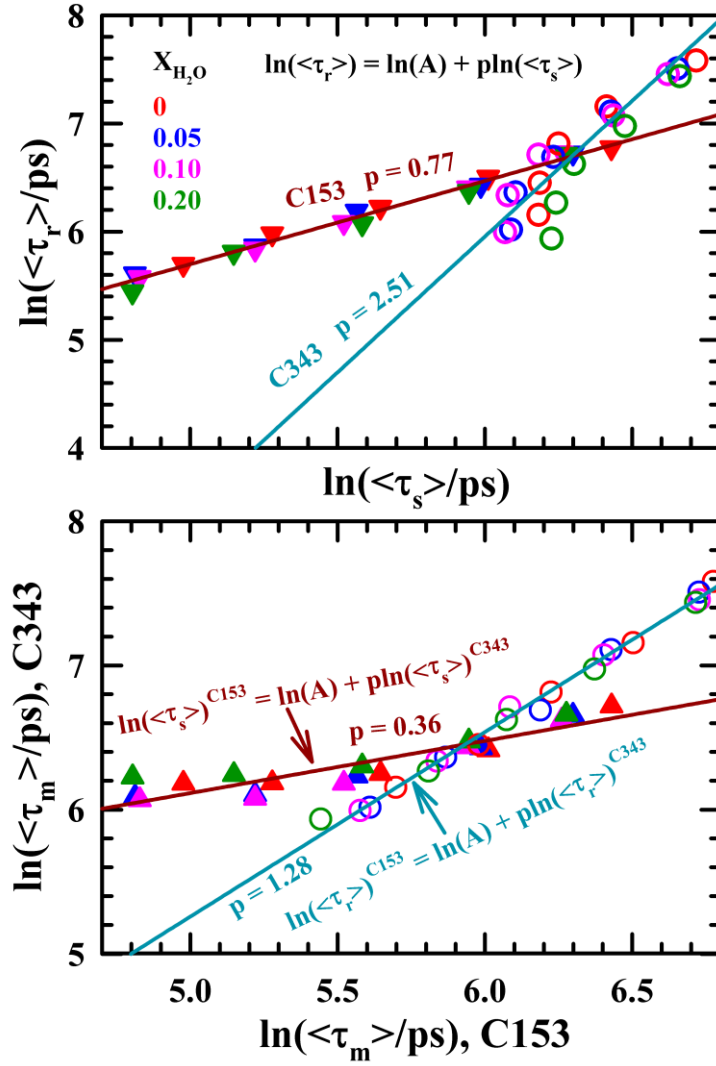 8
X_H₂O
ln(<τ_r>) = ln(A) + pln(<τ_s>)
0
0.05
0.10
0.20
7
C153 p = 0.77
6
ln(<τ_r>/ps)
5
C343 p = 2.51
4
ln(<τ_s>/ps)
8
7
ln(<τ_s>)^C153 = ln(A) + pln(<τ_s>)^C343
p = 0.36
ln(<τ_m>/ps), C343
6
p = 1.28
ln(<τ_r>)^C153 = ln(A) + pln(<τ_r>)^C343
5
5.0 5.5 6.0 6.5
ln(<τ_m>/ps), C153